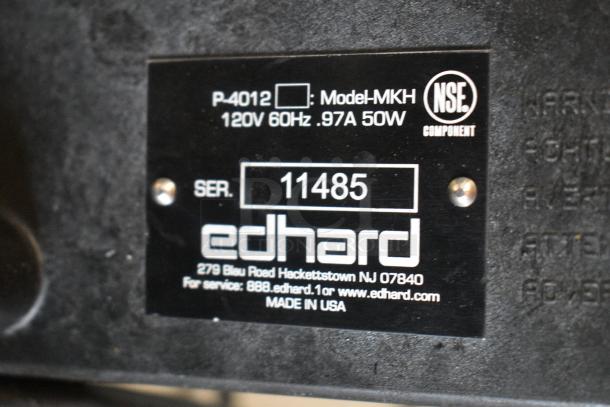 P-4012 : Model-MKH
120V 60Hz .97A 50W
NSF.
COMPONENT
SER. 11485
edhard
279 Blau Road Hackettstown NJ 07840
For service: 888.edhard.1 or www.edhard.com
MADE IN USA